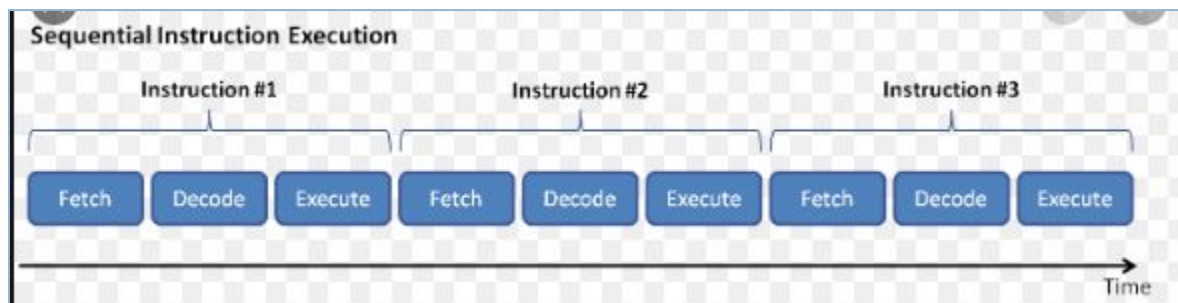 Sequential Instruction Execution
Instruction #1 Instruction #2 Instruction #3
Fetch Decode Execute Fetch Decode Execute Fetch Decode Execute
Time